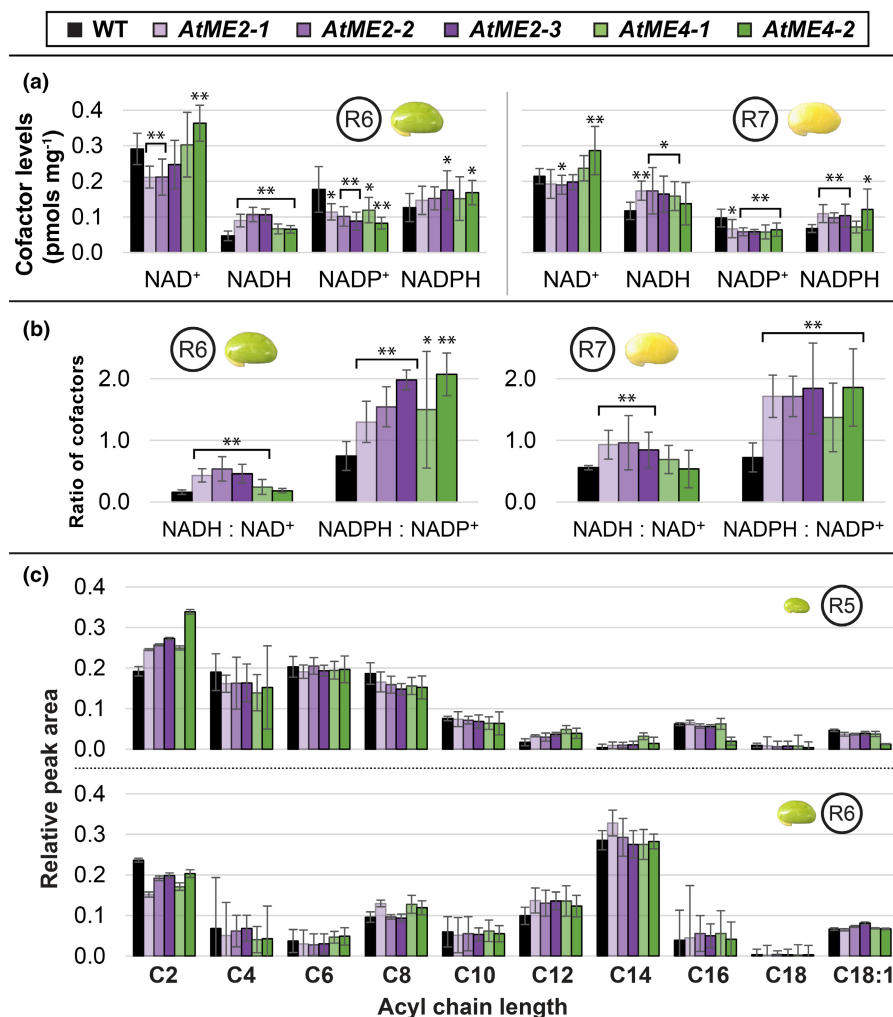 WT AtME2-1 AtME2-2 AtME2-3 AtME4-1 AtME4-2
(a)
Cofactor levels
(pmols mg⁻¹)
0.4
0.3
0.2
0.1
0.0
R6
R7
** ** ** * ** * ** * *
** * ** * * ** ** *
NAD⁺ NADH NADP⁺ NADPH
NAD⁺ NADH NADP⁺ NADPH
(b)
Ratio of cofactors
2.0
1.0
0.0
R6
R7
** ** * **
** **
NADH : NAD⁺ NADPH : NADP⁺
NADH : NAD⁺ NADPH : NADP⁺
(c)
Relative peak area
0.4
0.3
0.2
0.1
0.0
R5
0.4
0.3
0.2
0.1
0.0
R6
C2 C4 C6 C8 C10 C12 C14 C16 C18 C18:1
Acyl chain length